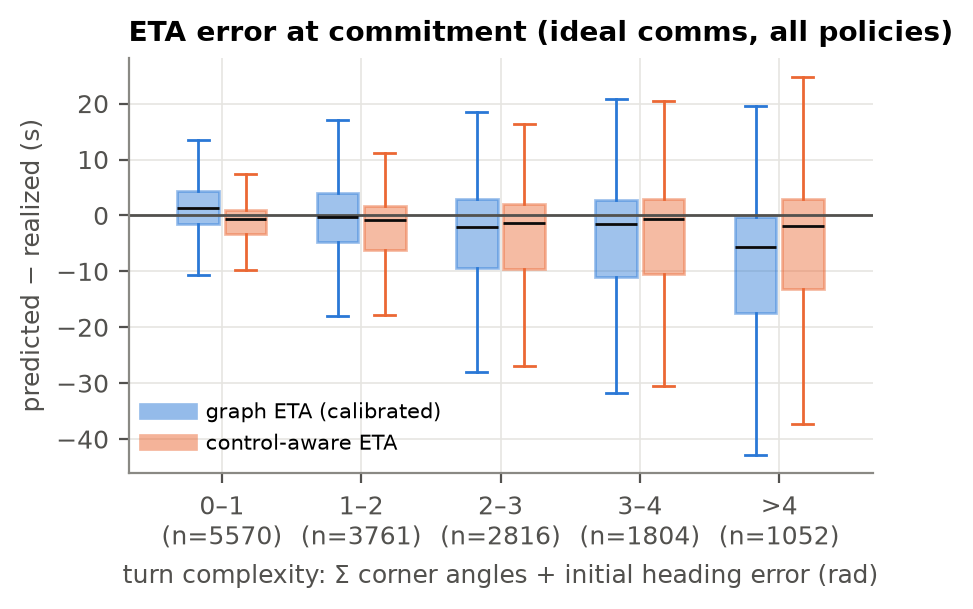 ETA error at commitment (ideal comms, all policies)
predicted − realized (s)
20
10
0
−10
−20
−30
−40
graph ETA (calibrated)
control-aware ETA
0–1 1–2 2–3 3–4 >4
(n=5570) (n=3761) (n=2816) (n=1804) (n=1052)
turn complexity: Σ corner angles + initial heading error (rad)